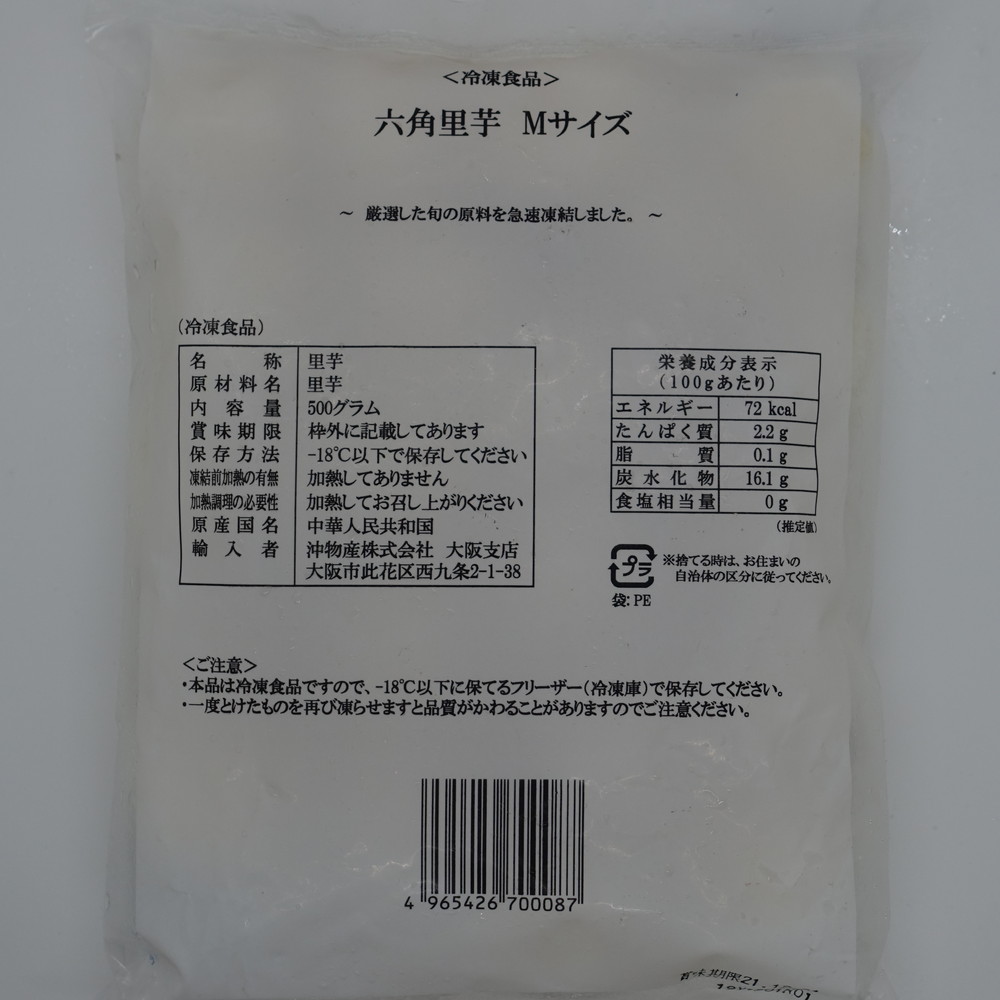 <冷凍食品>
六角里芋 Mサイズ
~ 厳選した旬の原料を急速凍結しました。 ~
(冷凍食品)
名称 里芋
原材料名 里芋
内容量 500グラム
賞味期限 枠外に記載してあります
保存方法 -18℃以下で保存してください
凍結前加熱の有無 加熱してありません
加熱調理の必要性 加熱してお召し上がりください
原産国名 中華人民共和国
輸入者 沖物産株式会社 大阪支店
大阪市此花区西九条2-1-38
栄養成分表示
(100gあたり)
エネルギー 72 kcal
たんぱく質 2.2 g
脂質 0.1 g
炭水化物 16.1 g
食塩相当量 0 g
(推定値)
プラ
※捨てる時は、お住まいの
自治体の区分に従ってください。
袋: PE
<ご注意>
・本品は冷凍食品ですので、-18℃以下に保てるフリーザー(冷凍庫)で保存してください。
・一度とけたものを再び凍らせますと品質がかわることがありますのでご注意ください。
4 965426 700087
賞味期限21.